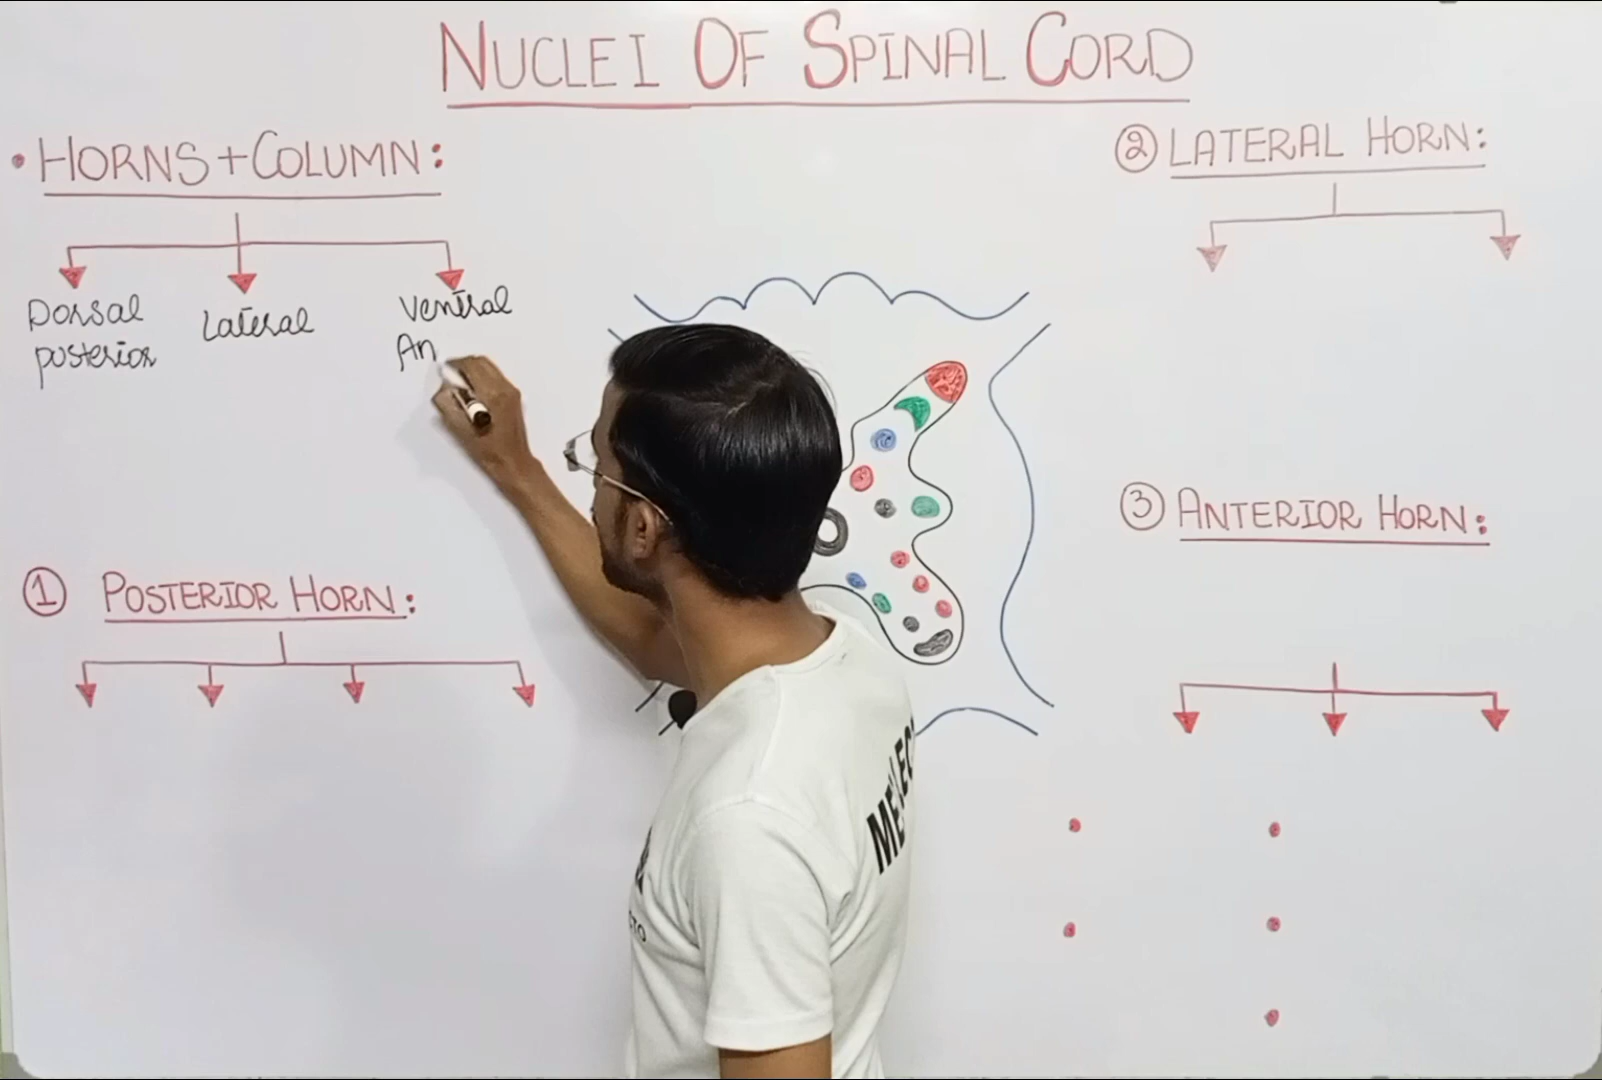 NUCLEI OF SPINAL CORD
• HORNS + COLUMN:
Dorsal
posterior
Lateral
Ventral
An
① POSTERIOR HORN:
② LATERAL HORN:
③ ANTERIOR HORN: